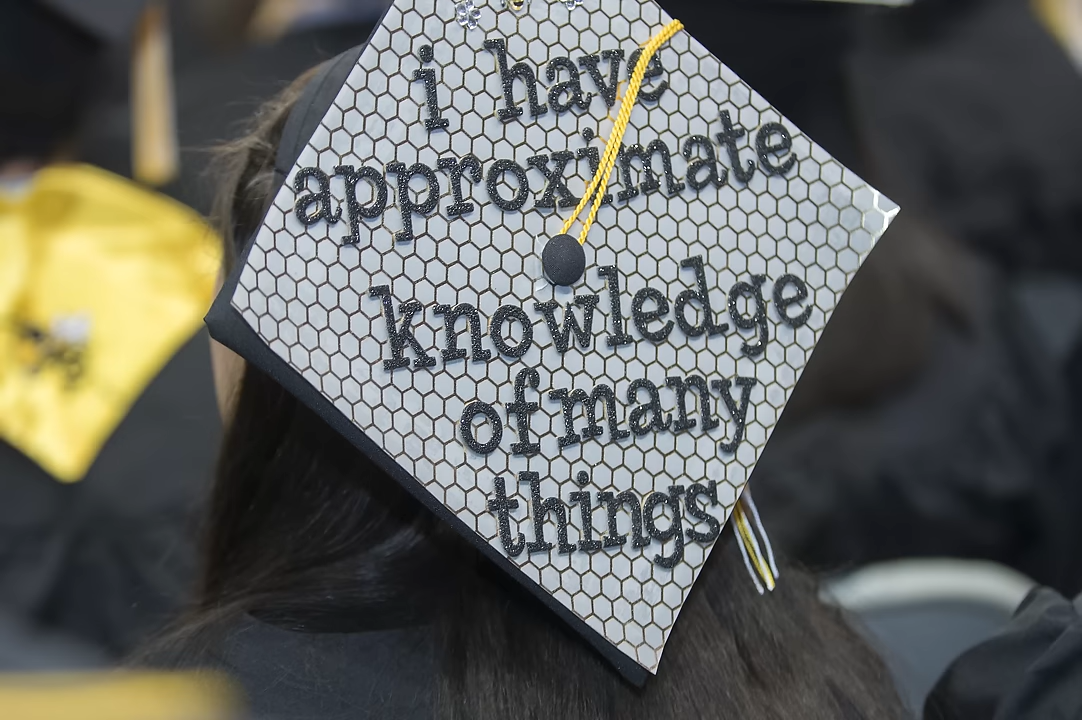 i have
approximate
knowledge
of many
things